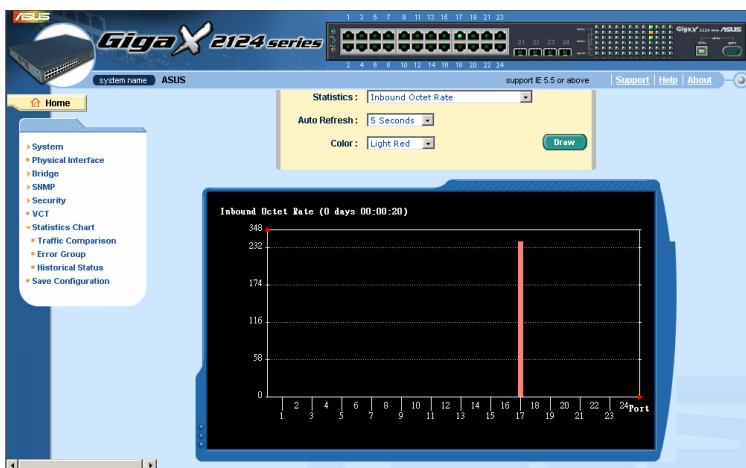 ASUS
GigaX 2124 series
1 3 5 7 9 11 13 15 17 19 21 23
2 4 6 8 10 12 14 16 18 20 22 24
21 22 23 24
GigaX 2124 series ASUS
system name ASUS
support IE 5.5 or above
Support | Help | About
Home
System
Physical Interface
Bridge
SNMP
Security
VCT
Statistics Chart
Traffic Comparison
Error Group
Historical Status
Save Configuration
Statistics : Inbound Octet Rate
Auto Refresh : 5 Seconds
Color : Light Red
Draw
Inbound Octet Rate (0 days 00:00:20)
348
232
174
116
58
0
2 4 6 8 10 12 14 16 18 20 22 24 Port
1 3 5 7 9 11 13 15 17 19 21 23